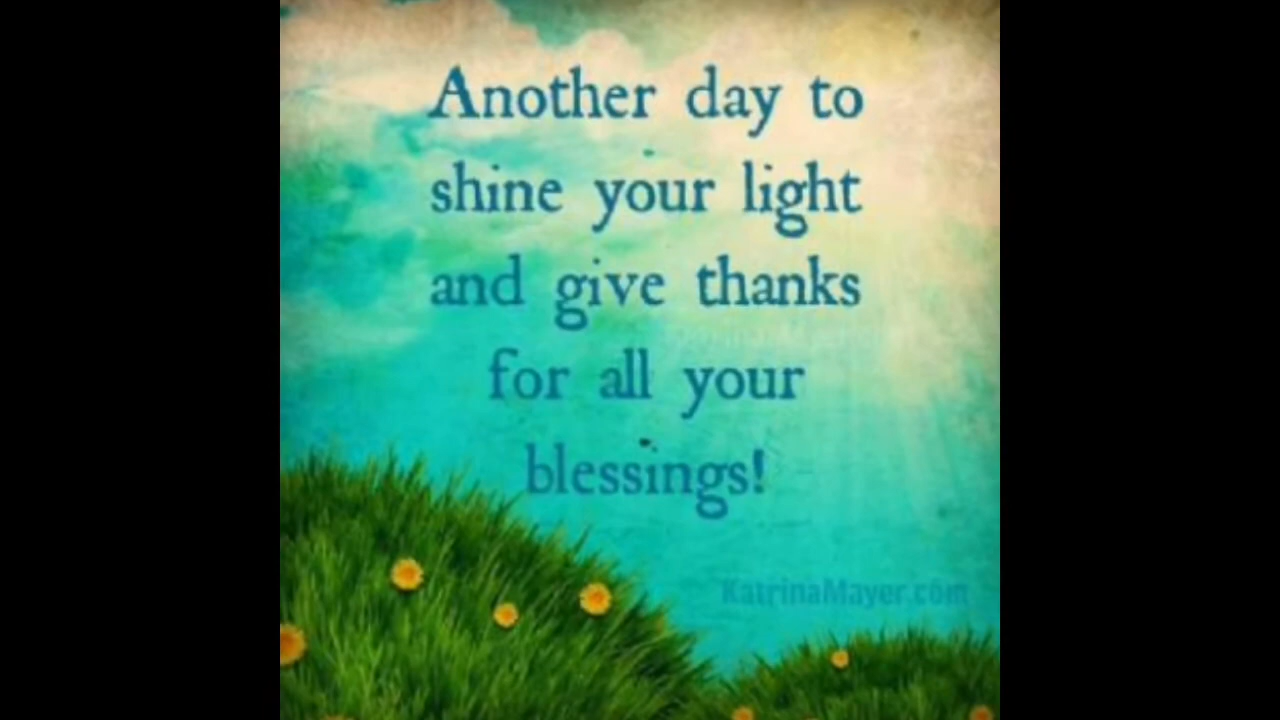 Another day to
shine your light
and give thanks
for all your
blessings!
KatrinaMayer.com